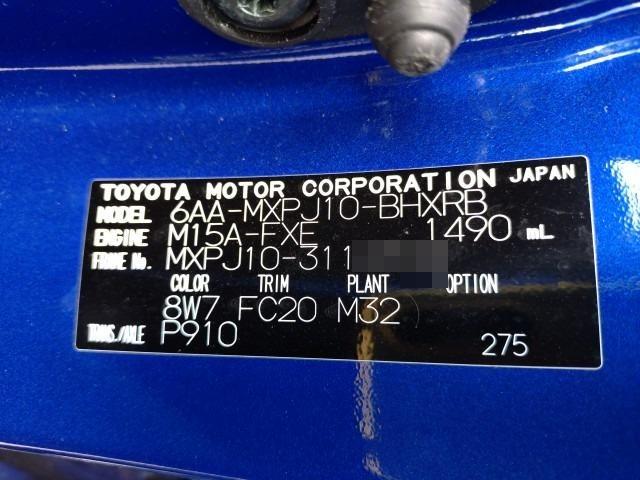 TOYOTA MOTOR CORPORATION JAPAN
MODEL 6AA-MXPJ10-BHXRB
ENGINE M15A-FXE 1490 mL
FRAME No. MXPJ10-311
COLOR TRIM PLANT OPTION
8W7 FC20 M32
TRANS./AXLE P910 275